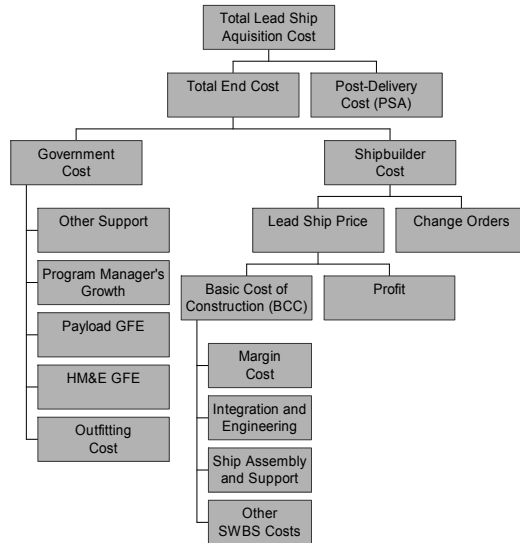 Total Lead Ship
Aquisition Cost
Total End Cost
Post-Delivery
Cost (PSA)
Government
Cost
Shipbuilder
Cost
Other Support
Program Manager's
Growth
Payload GFE
HM&E GFE
Outfitting
Cost
Lead Ship Price
Change Orders
Basic Cost of
Construction (BCC)
Profit
Margin
Cost
Integration and
Engineering
Ship Assembly
and Support
Other
SWBS Costs